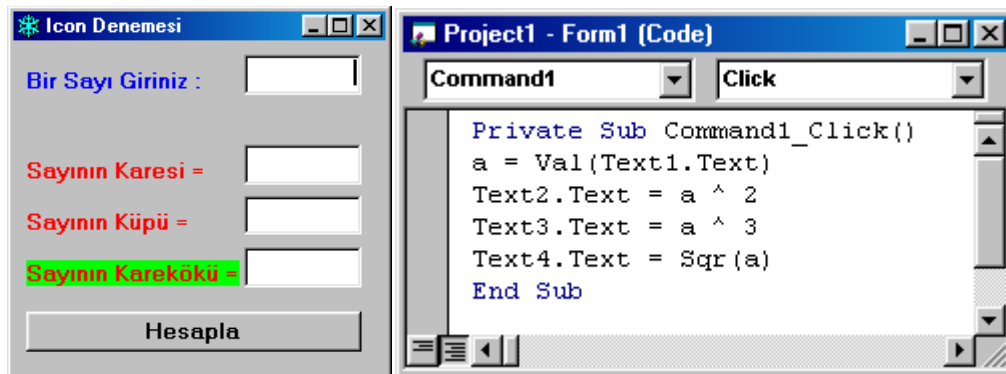 Icon Denemesi
Bir Sayı Giriniz :
Sayının Karesi =
Sayının Küpü =
Sayının Karekökü =
Hesapla
Project1 - Form1 (Code)
Command1 Click
Private Sub Command1_Click()
a = Val(Text1.Text)
Text2.Text = a ^ 2
Text3.Text = a ^ 3
Text4.Text = Sqr(a)
End Sub